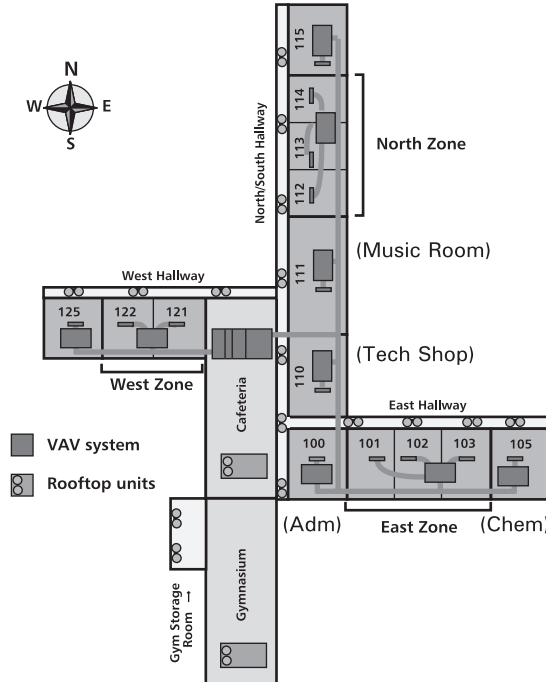 115
N
W E
S
114
113
112
North/South Hallway
North Zone
(Music Room)
111
West Hallway
125
122
121
West Zone
(Tech Shop)
110
Cafeteria
East Hallway
VAV system
Rooftop units
100
101
102
103
105
(Adm)
East Zone
(Chem)
Gym Storage
Room →
Gymnasium